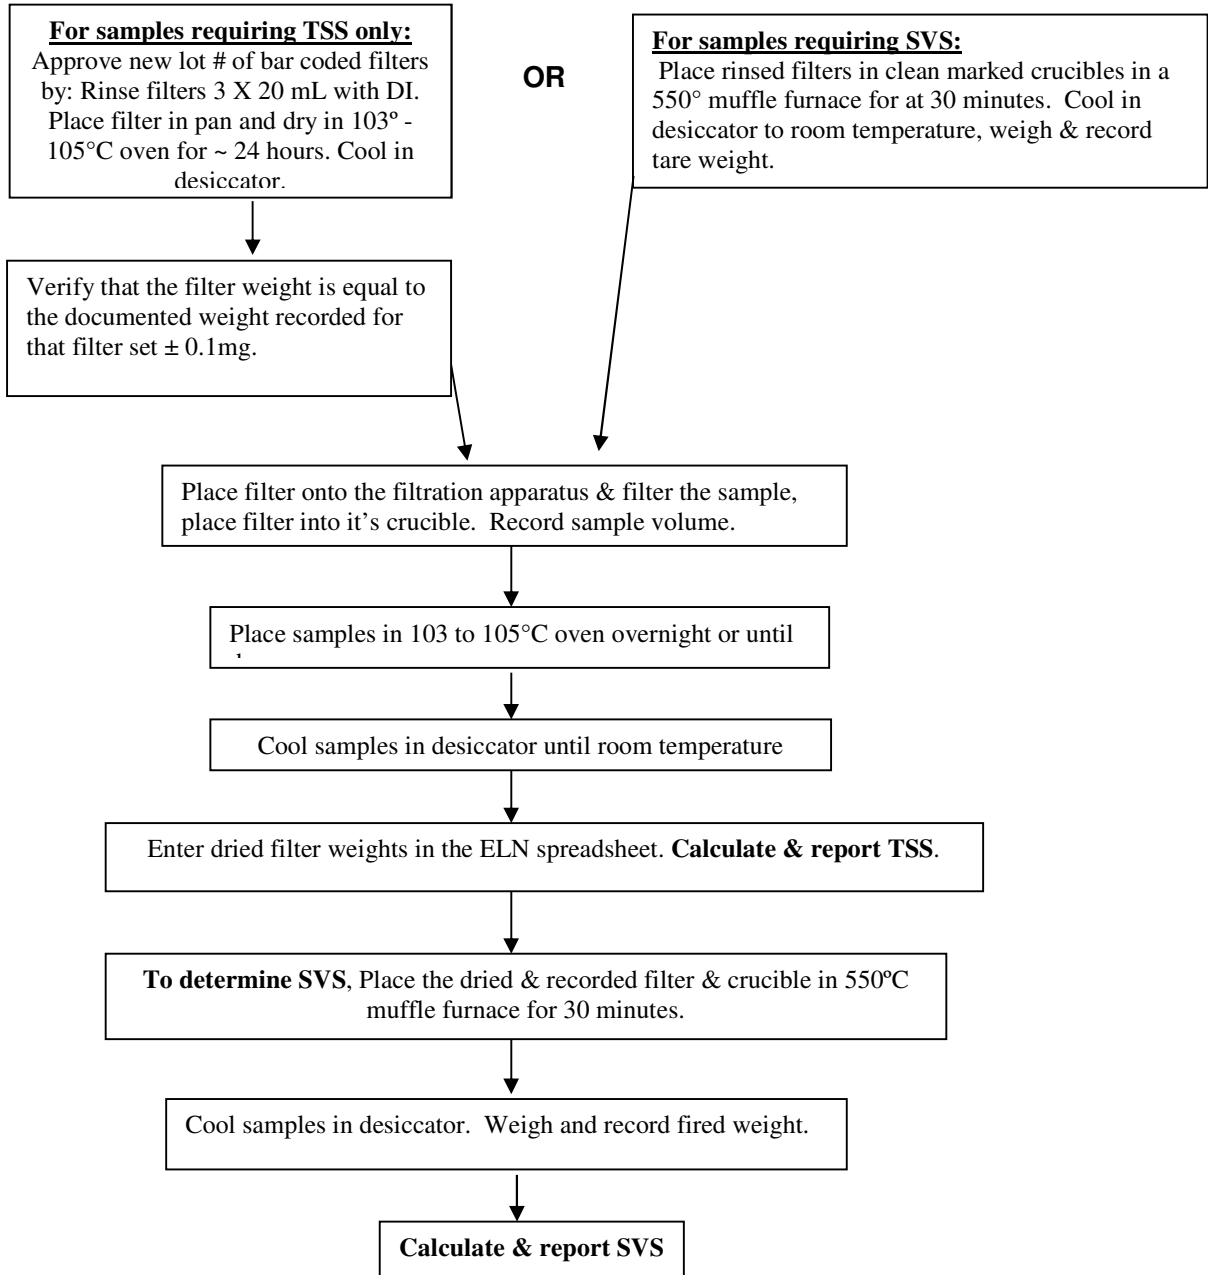 For samples requiring TSS only:
Approve new lot # of bar coded filters
by: Rinse filters 3 X 20 mL with DI.
Place filter in pan and dry in 103º -
105°C oven for ~ 24 hours. Cool in
desiccator.
OR
For samples requiring SVS:
Place rinsed filters in clean marked crucibles in a
550° muffle furnace for at 30 minutes.  Cool in
desiccator to room temperature, weigh & record
tare weight.
Verify that the filter weight is equal to
the documented weight recorded for
that filter set ± 0.1mg.
Place filter onto the filtration apparatus & filter the sample,
place filter into it's crucible.  Record sample volume.
Place samples in 103 to 105°C oven overnight or until
Cool samples in desiccator until room temperature
Enter dried filter weights in the ELN spreadsheet. Calculate & report TSS.
To determine SVS, Place the dried & recorded filter & crucible in 550ºC
muffle furnace for 30 minutes.
Cool samples in desiccator.  Weigh and record fired weight.
Calculate & report SVS